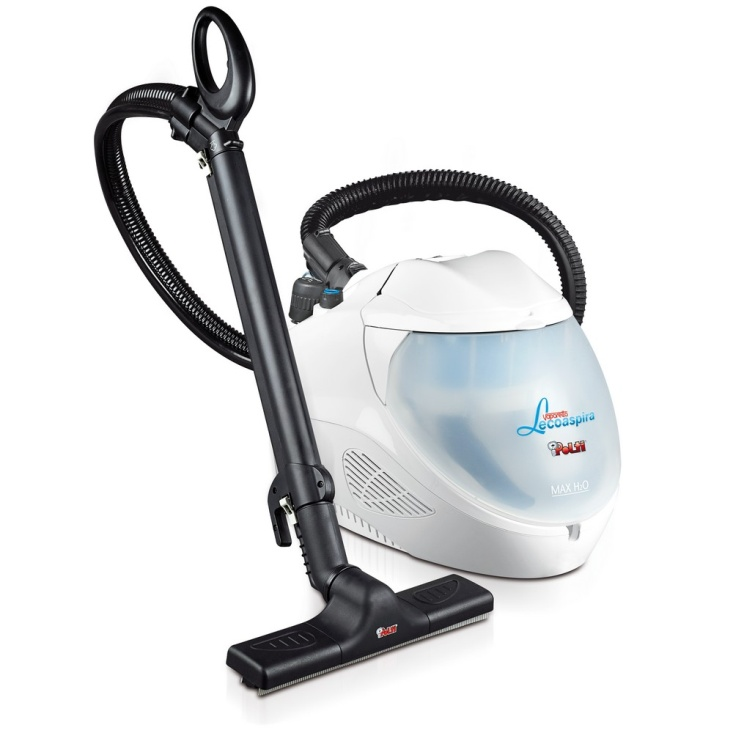 Vaporetto
Lecoaspira
POLTI
MAX H₂O
POLTI